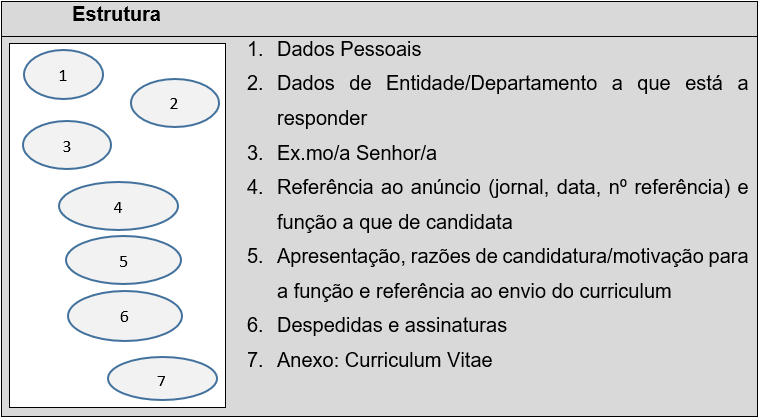 Estrutura
1
2
3
4
5
6
7
1. Dados Pessoais
2. Dados de Entidade/Departamento a que está a
responder
3. Ex.mo/a Senhor/a
4. Referência ao anúncio (jornal, data, nº referência) e
função a que de candidata
5. Apresentação, razões de candidatura/motivação para
a função e referência ao envio do curriculum
6. Despedidas e assinaturas
7. Anexo: Curriculum Vitae